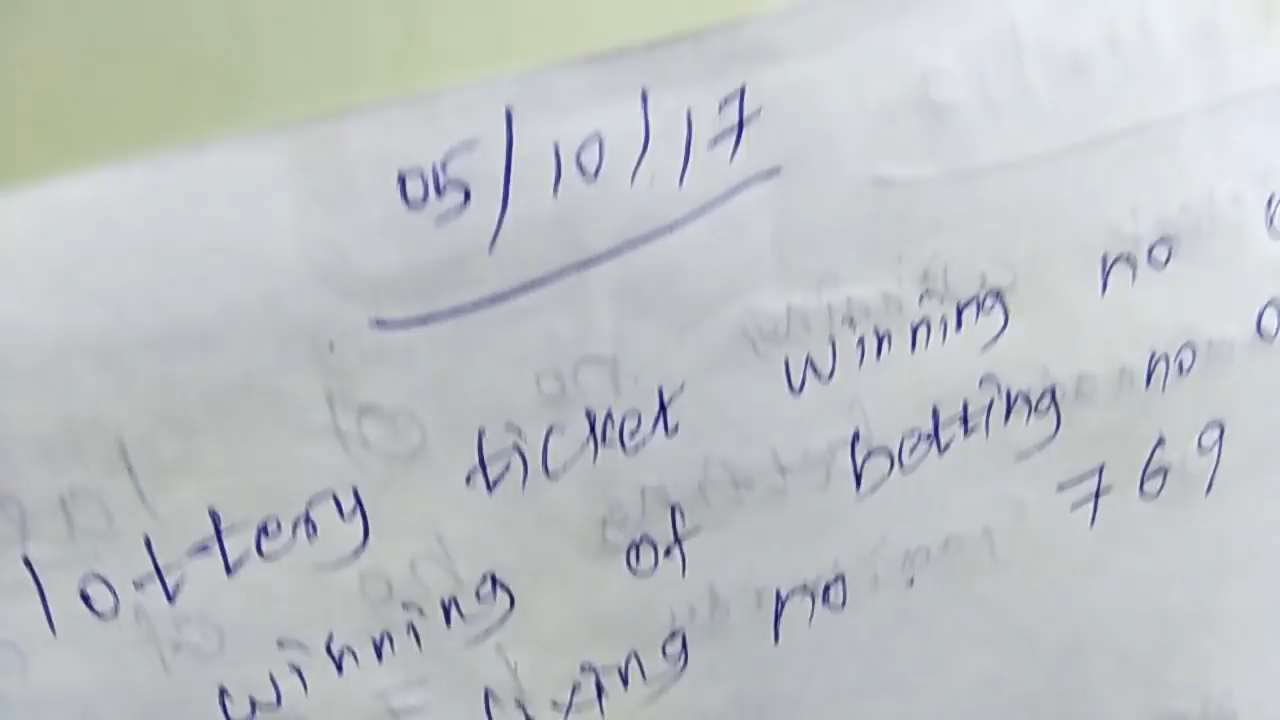 05/10/17
lottery ticket winning no
winning of betting no
no 769